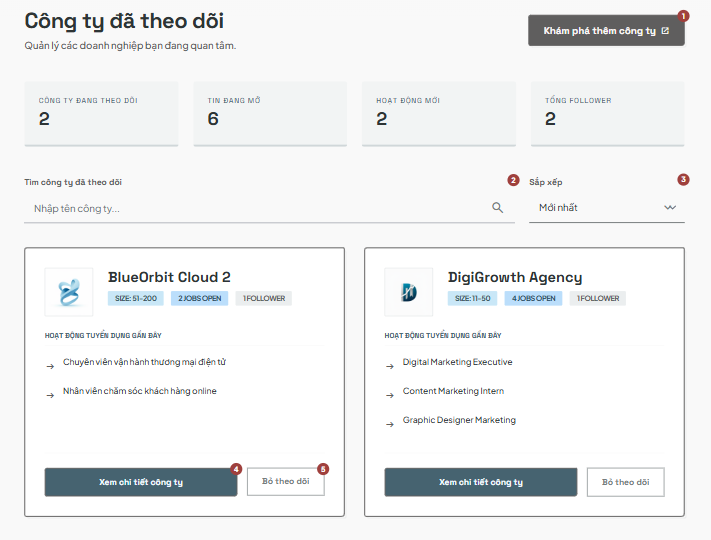 Công ty đã theo dõi
Quản lý các doanh nghiệp bạn đang quan tâm.
1
Khám phá thêm công ty
CÔNG TY ĐANG THEO DÕI
2
TIN ĐANG MỞ
6
HOẠT ĐỘNG MỚI
2
TỔNG FOLLOWER
2
Tìm công ty đã theo dõi
2
Nhập tên công ty...
Sắp xếp
3
Mới nhất
BlueOrbit Cloud 2
SIZE: 51-200 2 JOBS OPEN 1 FOLLOWER
HOẠT ĐỘNG TUYỂN DỤNG GẦN ĐÂY
→ Chuyên viên vận hành thương mại điện tử
→ Nhân viên chăm sóc khách hàng online
4
Xem chi tiết công ty
5
Bỏ theo dõi
DigiGrowth Agency
SIZE: 11-50 4 JOBS OPEN 1 FOLLOWER
HOẠT ĐỘNG TUYỂN DỤNG GẦN ĐÂY
→ Digital Marketing Executive
→ Content Marketing Intern
→ Graphic Designer Marketing
Xem chi tiết công ty
Bỏ theo dõi